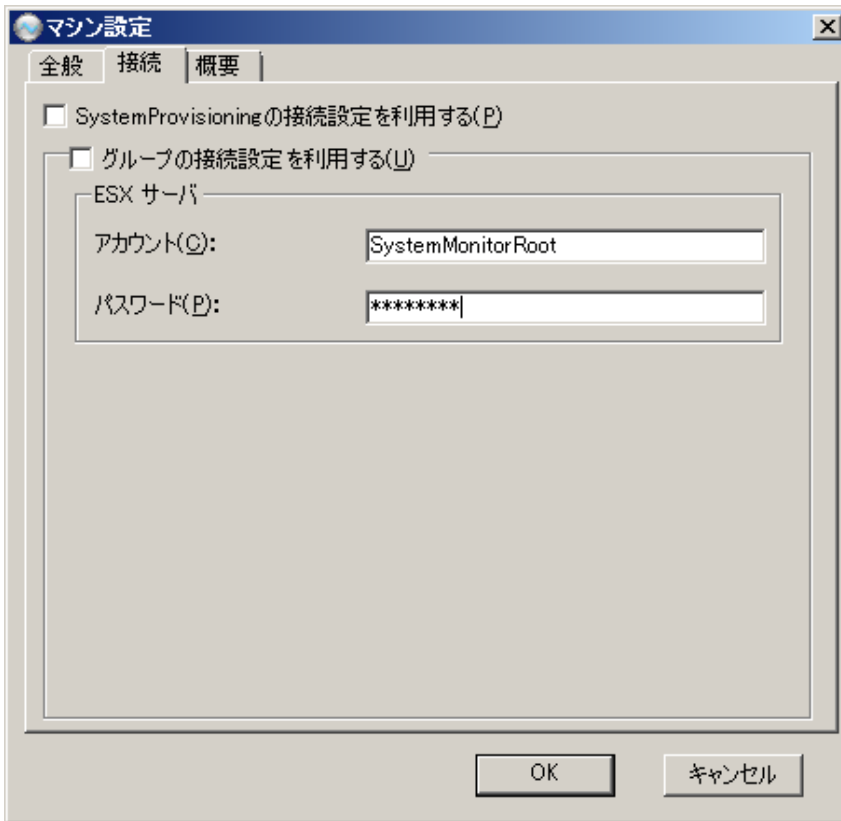 マシン設定
全般 接続 概要
SystemProvisioningの接続設定を利用する(P)
グループの接続設定を利用する(U)
ESX サーバ
アカウント(C): SystemMonitorRoot
パスワード(P): ********
OK キャンセル